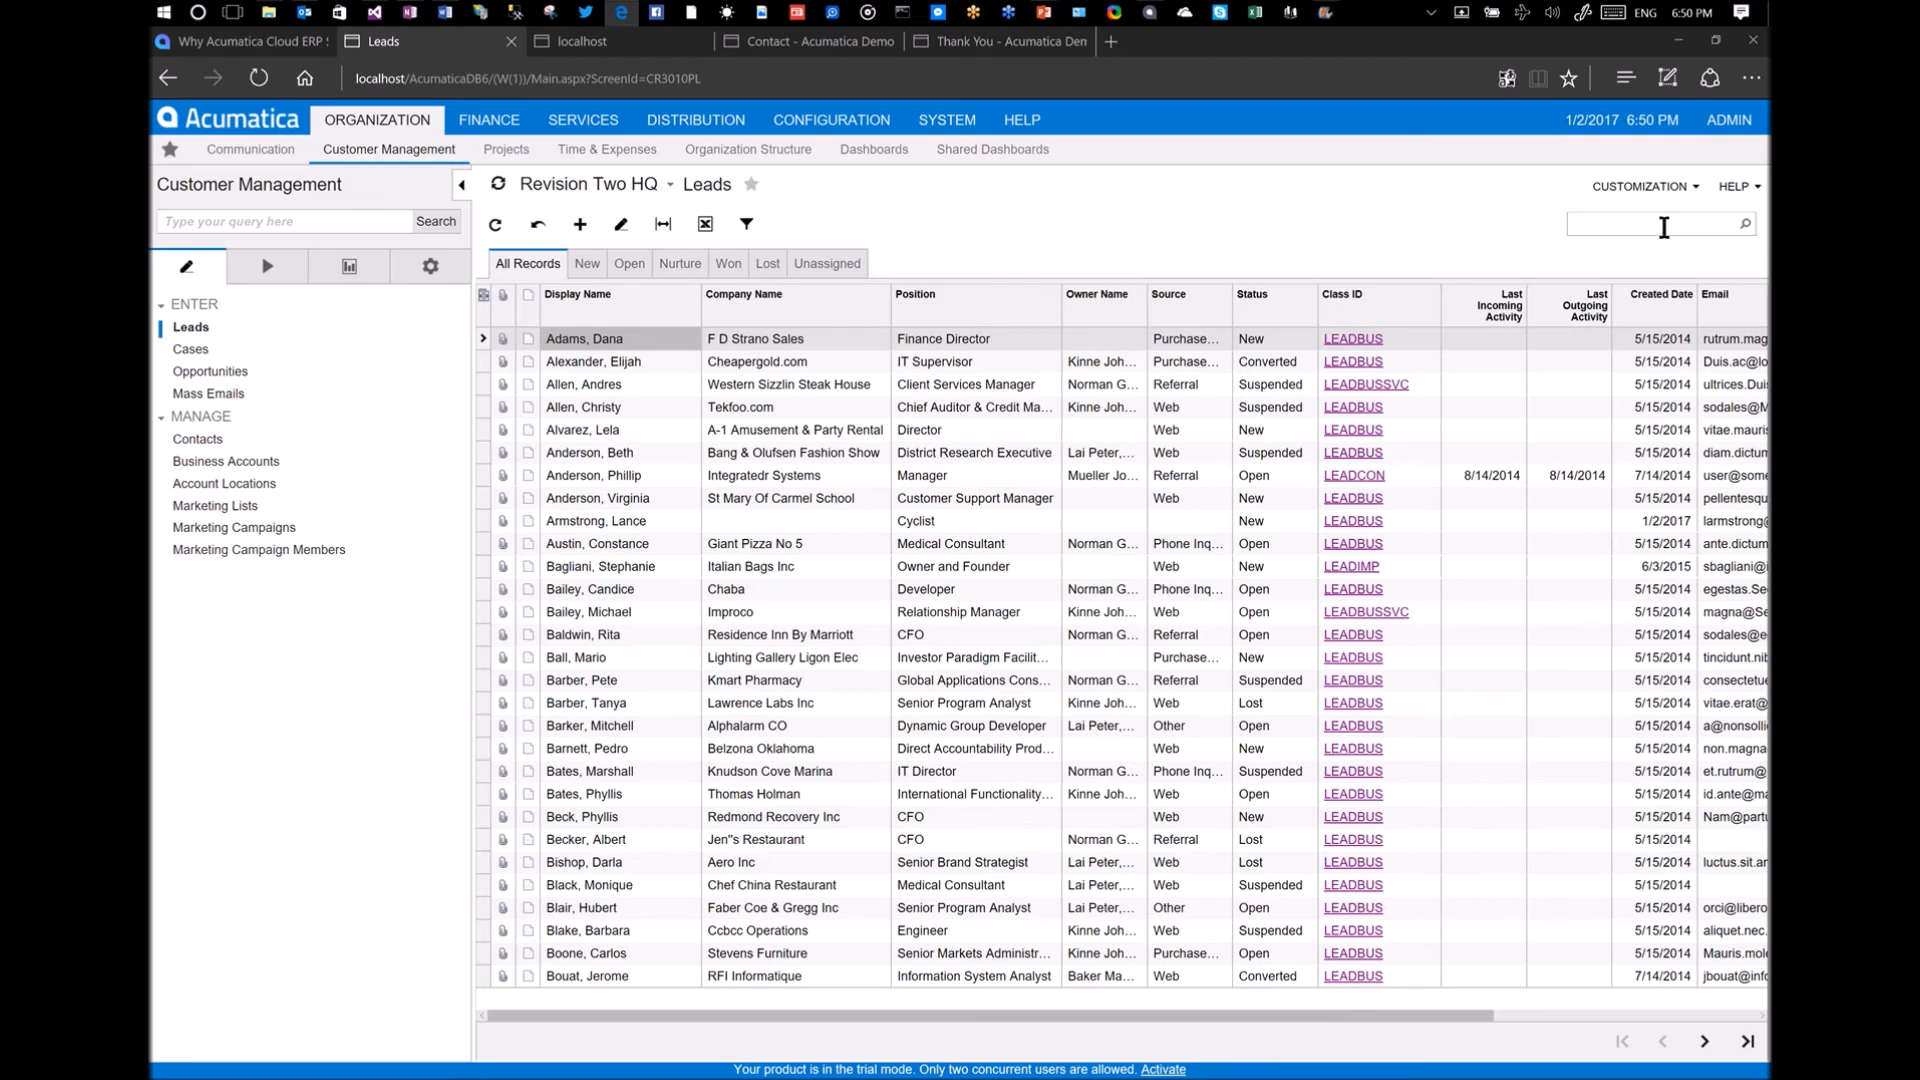 ENG 6:50 PM
Why Acumatica Cloud ERP S
Leads
localhost
Contact - Acumatica Demo
Thank You - Acumatica Dem
localhost/AcumaticaDB6/(W(1))/Main.aspx?ScreenId=CR3010PL
Acumatica ORGANIZATION FINANCE SERVICES DISTRIBUTION CONFIGURATION SYSTEM HELP 1/2/2017 6:50 PM ADMIN
Communication Customer Management Projects Time & Expenses Organization Structure Dashboards Shared Dashboards
Customer Management
Type your query here Search
ENTER
Leads
Cases
Opportunities
Mass Emails
MANAGE
Contacts
Business Accounts
Account Locations
Marketing Lists
Marketing Campaigns
Marketing Campaign Members
Revision Two HQ Leads
CUSTOMIZATION HELP
All Records New Open Nurture Won Lost Unassigned
Display Name Company Name Position Owner Name Source Status Class ID Last Incoming Activity Last Outgoing Activity Created Date Email
Adams, Dana F D Strano Sales Finance Director Purchase... New LEADBUS 5/15/2014 rutrum.mag
Alexander, Elijah Cheapergold.com IT Supervisor Kinne Joh... Purchase... Converted LEADBUS 5/15/2014 Duis.ac@lo
Allen, Andres Western Sizzlin Steak House Client Services Manager Norman G... Referral Suspended LEADBUSSVC 5/15/2014 ultrices.Duis
Allen, Christy Tekfoo.com Chief Auditor & Credit Ma... Kinne Joh... Web Suspended LEADBUS 5/15/2014 sodales@M
Alvarez, Lela A-1 Amusement & Party Rental Director Web New LEADBUS 5/15/2014 vitae.mauris
Anderson, Beth Bang & Olufsen Fashion Show District Research Executive Lai Peter,... Web Suspended LEADBUS 5/15/2014 diam.dictum
Anderson, Phillip Integratedr Systems Manager Mueller Jo... Referral Open LEADCON 8/14/2014 8/14/2014 7/14/2014 user@some
Anderson, Virginia St Mary Of Carmel School Customer Support Manager Web New LEADBUS 5/15/2014 pellentesqu
Armstrong, Lance Cyclist New LEADBUS 1/2/2017 larmstrong@
Austin, Constance Giant Pizza No 5 Medical Consultant Norman G... Phone Inq... Open LEADBUS 5/15/2014 ante.dictum
Bagliani, Stephanie Italian Bags Inc Owner and Founder Web New LEADIMP 6/3/2015 sbagliani@i
Bailey, Candice Chaba Developer Norman G... Phone Inq... Open LEADBUS 5/15/2014 egestas.Se
Bailey, Michael Improco Relationship Manager Kinne Joh... Web Open LEADBUSSVC 5/15/2014 magna@Se
Baldwin, Rita Residence Inn By Marriott CFO Norman G... Referral Open LEADBUS 5/15/2014 sodales@e
Ball, Mario Lighting Gallery Ligon Elec Investor Paradigm Facilit... Purchase... New LEADBUS 5/15/2014 tincidunt.nib
Barber, Pete Kmart Pharmacy Global Applications Cons... Norman G... Referral Suspended LEADBUS 5/15/2014 consectetue
Barber, Tanya Lawrence Labs Inc Senior Program Analyst Kinne Joh... Web Lost LEADBUS 5/15/2014 vitae.erat@
Barker, Mitchell Alphalarm CO Dynamic Group Developer Lai Peter,... Other Open LEADBUS 5/15/2014 a@nonsolli
Barnett, Pedro Belzona Oklahoma Direct Accountability Prod... Web New LEADBUS 5/15/2014 non.magna
Bates, Marshall Knudson Cove Marina IT Director Norman G... Phone Inq... Suspended LEADBUS 5/15/2014 et.rutrum@
Bates, Phyllis Thomas Holman International Functionality... Kinne Joh... Web Open LEADBUS 5/15/2014 id.ante@ma
Beck, Phyllis Redmond Recovery Inc CFO Web New LEADBUS 5/15/2014 Nam@partu
Becker, Albert Jen"s Restaurant CFO Norman G... Referral Lost LEADBUS 5/15/2014
Bishop, Darla Aero Inc Senior Brand Strategist Lai Peter,... Web Lost LEADBUS 5/15/2014 luctus.sit.ar
Black, Monique Chef China Restaurant Medical Consultant Lai Peter,... Web Suspended LEADBUS 5/15/2014
Blair, Hubert Faber Coe & Gregg Inc Senior Program Analyst Lai Peter,... Other Open LEADBUS 5/15/2014 orci@libero
Blake, Barbara Ccbcc Operations Engineer Kinne Joh... Web Suspended LEADBUS 5/15/2014 aliquet.nec.
Boone, Carlos Stevens Furniture Senior Markets Administr... Kinne Joh... Purchase... Open LEADBUS 5/15/2014 Mauris.mole
Bouat, Jerome RFI Informatique Information System Analyst Baker Ma... Web Converted LEADBUS 7/14/2014 jbouat@info
Your product is in the trial mode. Only two concurrent users are allowed. Activate